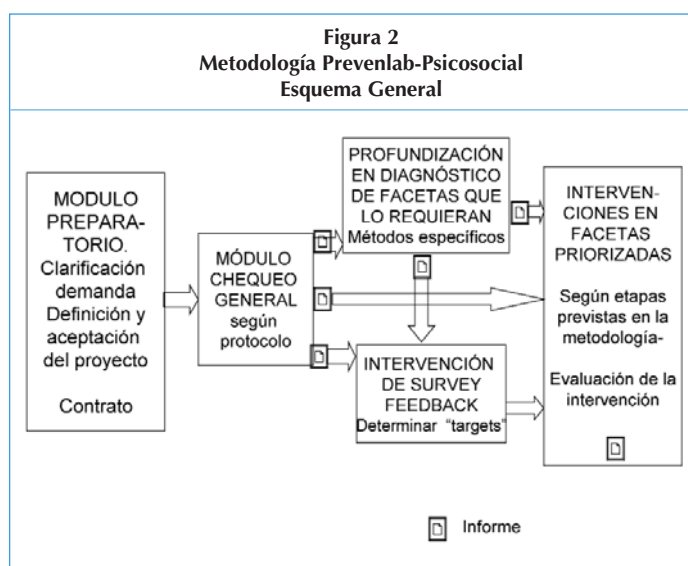 Figura 2
Metodología Prevenlab-Psicosocial
Esquema General
MODULO
PREPARA-
TORIO.
Clarificación
demanda
Definición y
aceptación
del proyecto
Contrato
MÓDULO
CHEQUEO
GENERAL
según
protocolo
PROFUNDIZACIÓN
EN DIAGNÓSTICO
DE FACETAS QUE
LO REQUIERAN
Métodos específicos
INTERVENCIÓN
DE SURVEY
FEEDBACK
Determinar “targets”
INTERVEN-
CIONES EN
FACETAS
PRIORIZADAS
Según etapas
previstas en la
metodología-
Evaluación de la
intervención
Informe